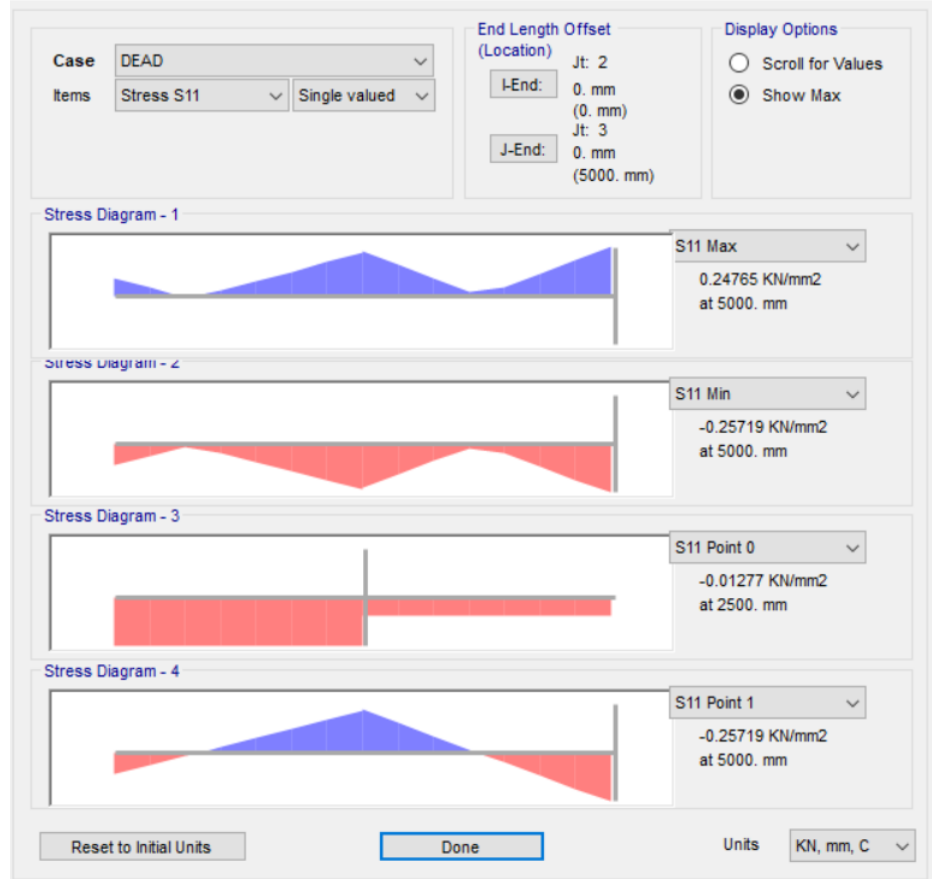 Case DEAD
Items Stress S11 Single valued
End Length Offset
(Location)
Jt: 2
I-End: 0. mm
(0. mm)
Jt: 3
J-End: 0. mm
(5000. mm)
Display Options
Scroll for Values
Show Max
Stress Diagram - 1
S11 Max
0.24765 KN/mm2
at 5000. mm
Stress Diagram - 2
S11 Min
-0.25719 KN/mm2
at 5000. mm
Stress Diagram - 3
S11 Point 0
-0.01277 KN/mm2
at 2500. mm
Stress Diagram - 4
S11 Point 1
-0.25719 KN/mm2
at 5000. mm
Reset to Initial Units Done Units KN, mm, C